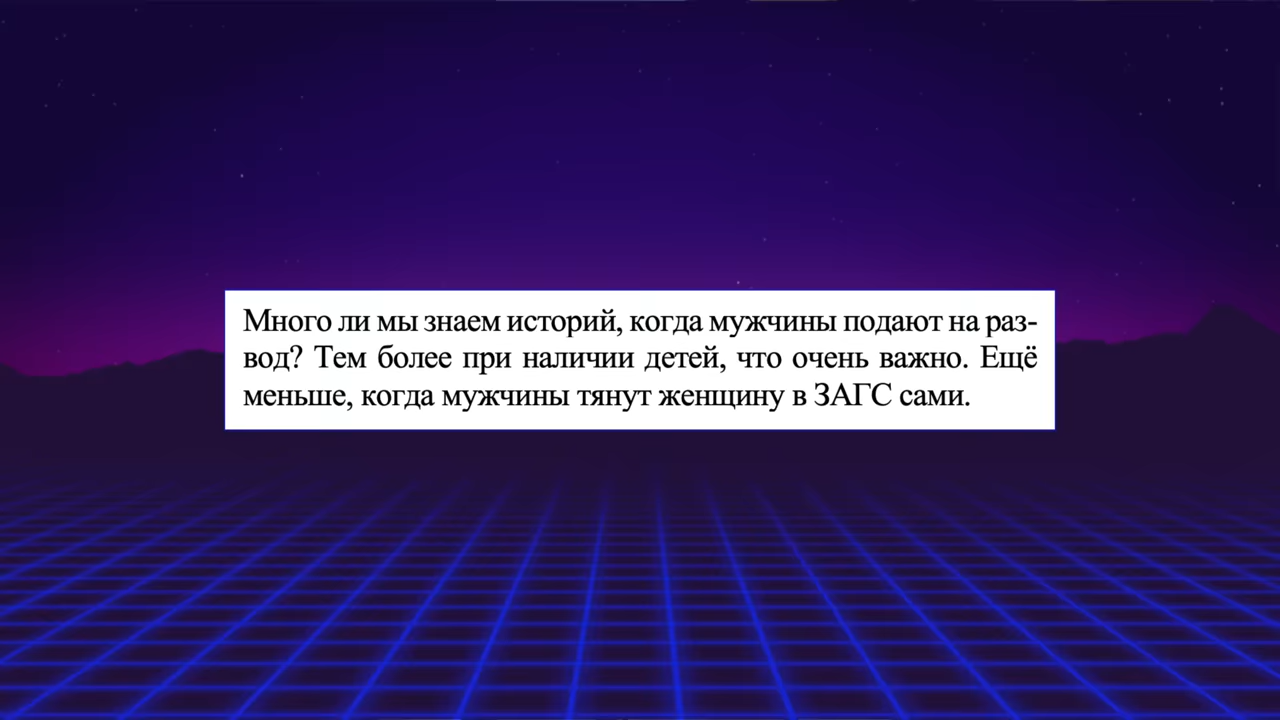 Много ли мы знаем историй, когда мужчины подают на раз-
вод? Тем более при наличии детей, что очень важно. Ещё
меньше, когда мужчины тянут женщину в ЗАГС сами.